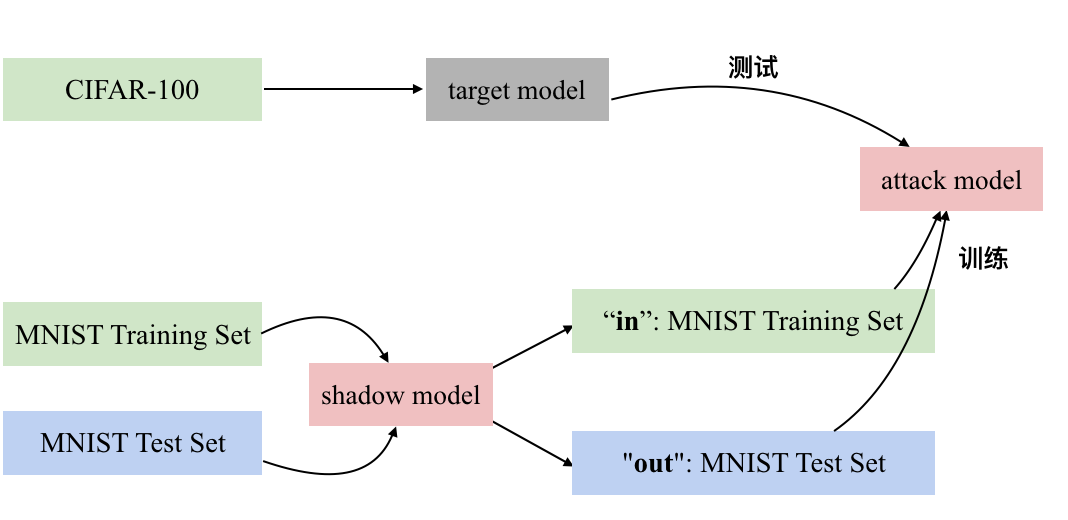 CIFAR-100
target model
测试
attack model
训练
MNIST Training Set
“in”: MNIST Training Set
shadow model
MNIST Test Set
"out": MNIST Test Set